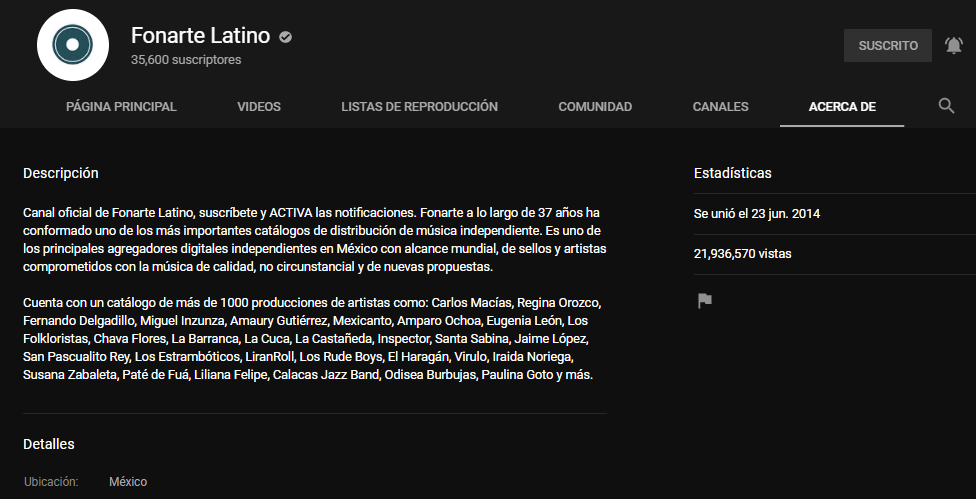 Fonarte Latino
35,600 suscriptores
SUSCRITO
PÁGINA PRINCIPAL VIDEOS LISTAS DE REPRODUCCIÓN COMUNIDAD CANALES ACERCA DE
Descripción
Canal oficial de Fonarte Latino, suscríbete y ACTIVA las notificaciones. Fonarte a lo largo de 37 años ha
conformado uno de los más importantes catálogos de distribución de música independiente. Es uno de
los principales agregadores digitales independientes en México con alcance mundial, de sellos y artistas
comprometidos con la música de calidad, no circunstancial y de nuevas propuestas.
Cuenta con un catálogo de más de 1000 producciones de artistas como: Carlos Macías, Regina Orozco,
Fernando Delgadillo, Miguel Inzunza, Amaury Gutiérrez, Mexicanto, Amparo Ochoa, Eugenia León, Los
Folkloristas, Chava Flores, La Barranca, La Cuca, La Castañeda, Inspector, Santa Sabina, Jaime López,
San Pascualito Rey, Los Estrambóticos, LiranRoll, Los Rude Boys, El Haragán, Virulo, Iraida Noriega,
Susana Zabaleta, Paté de Fuá, Liliana Felipe, Calacas Jazz Band, Odisea Burbujas, Paulina Goto y más.
Detalles
Ubicación: México
Estadísticas
Se unió el 23 jun. 2014
21,936,570 vistas